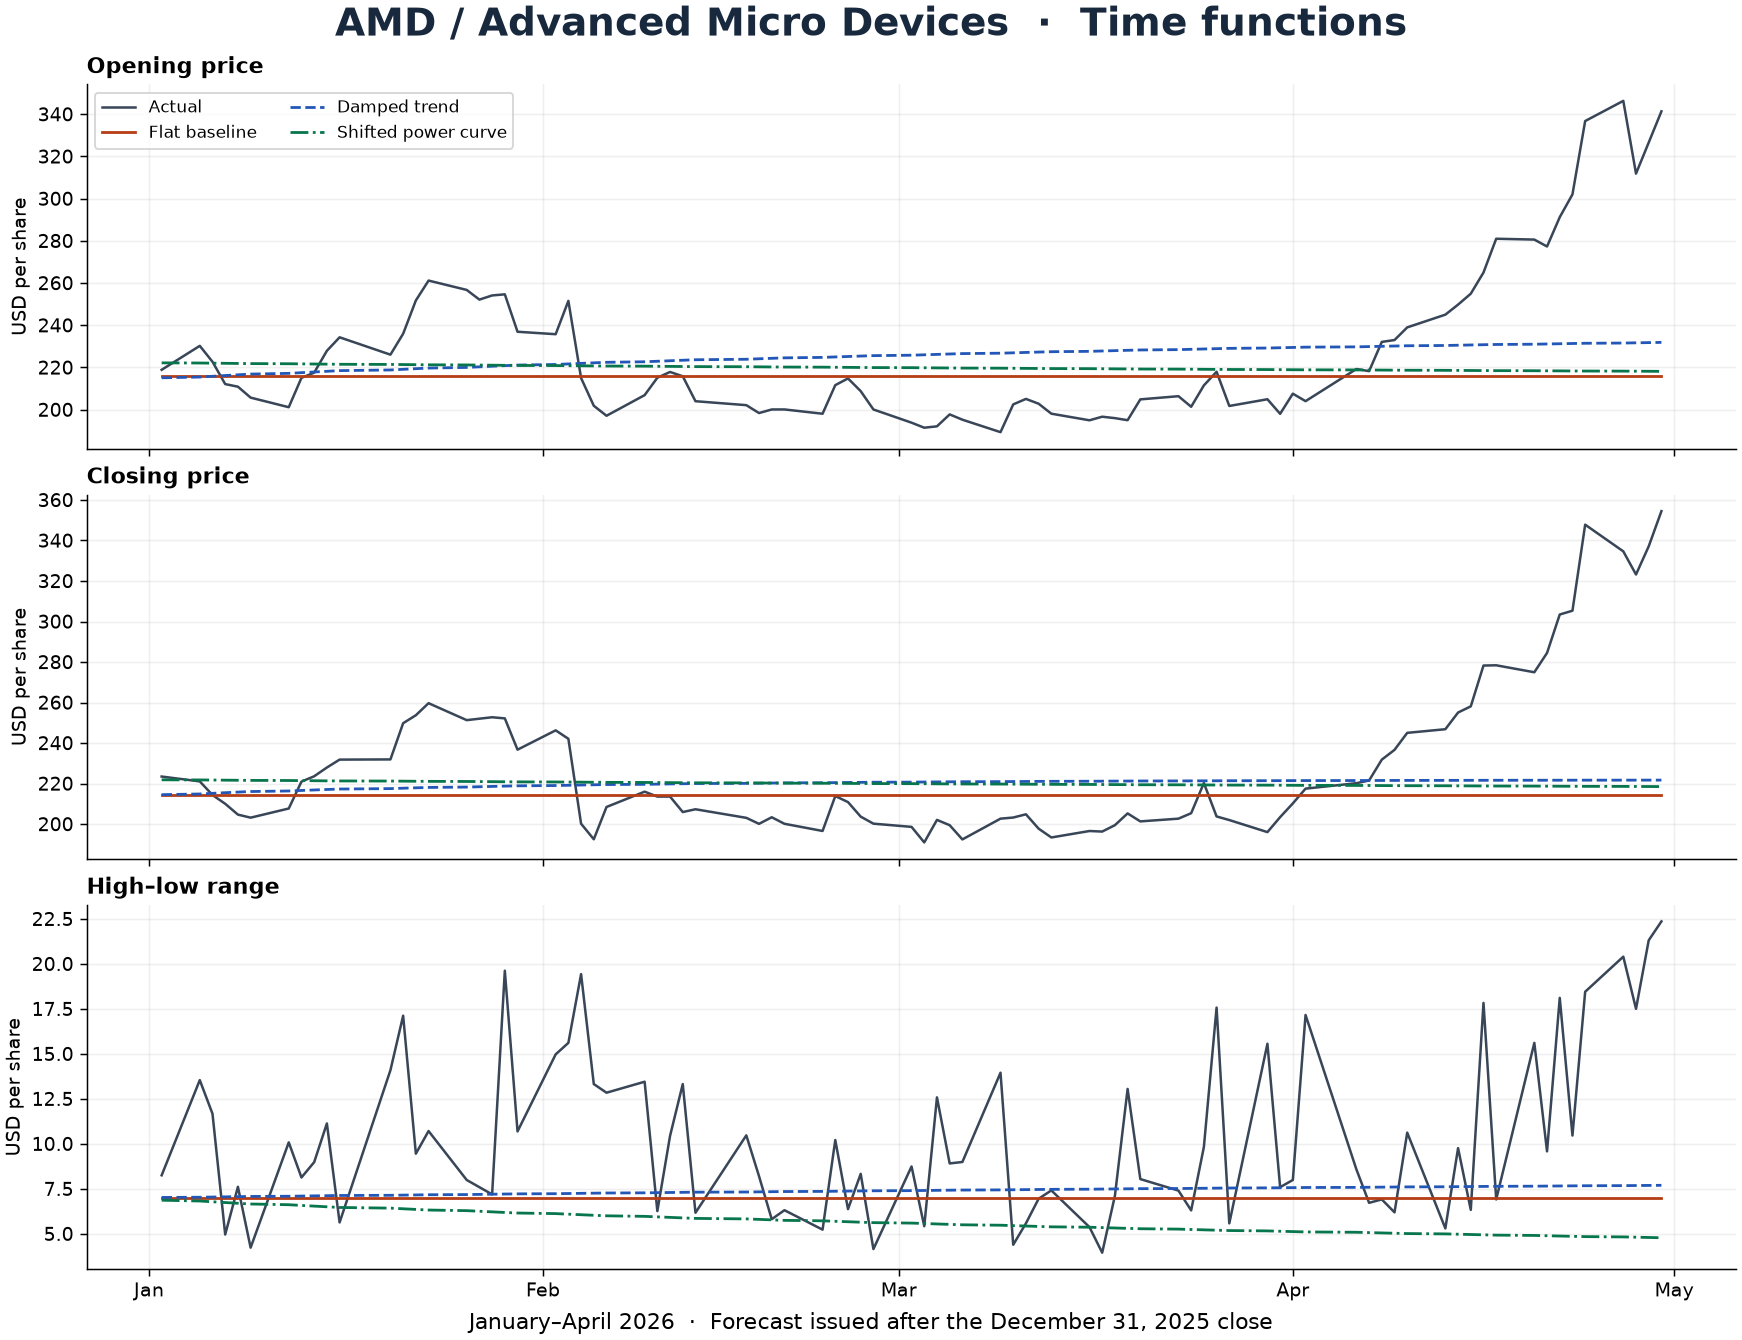 AMD / Advanced Micro Devices · Time functions
Opening price
Actual
Flat baseline
Damped trend
Shifted power curve
USD per share
340
320
300
280
260
240
220
200
Closing price
USD per share
360
340
320
300
280
260
240
220
200
High–low range
USD per share
22.5
20.0
17.5
15.0
12.5
10.0
7.5
5.0
Jan Feb Mar Apr May
January–April 2026 · Forecast issued after the December 31, 2025 close